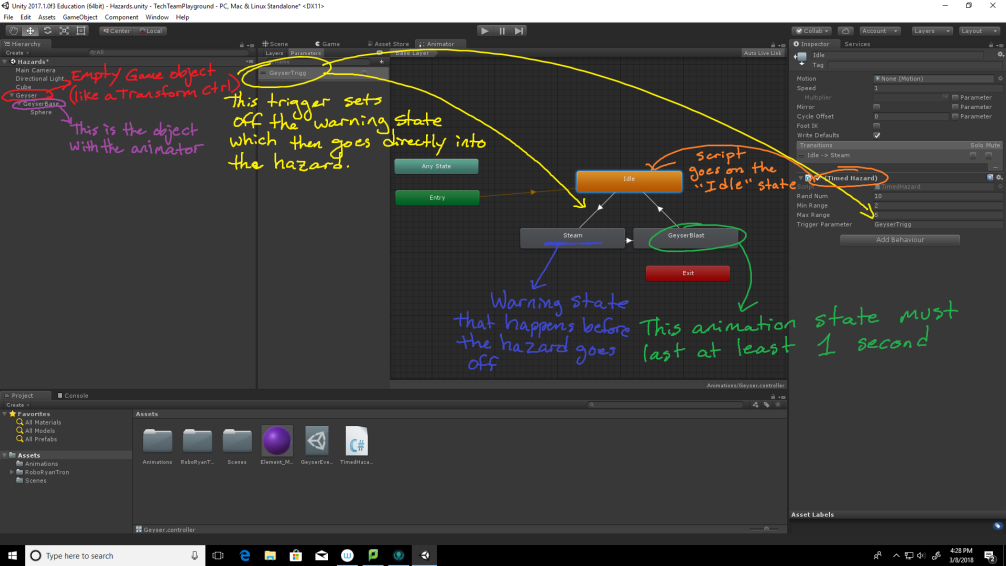 Unity 2017.1.0f3 Education (64bit) - Hazards.unity - TechTeamPlayground - PC, Mac & Linux Standalone* <DX11>
File Edit Assets GameObject Component Window Help
Center Local
Collab Account Layers Layout
Hierarchy
Create
Hazards*
Main Camera
Directional Light
Cube
Geyser
GeyserBase
Sphere
Empty Game object
(like a Transform Ctrl)
This is the object
with the animator
Scene Game Asset Store Animator
Layers Parameters
Base Layer
Auto Live Link
GeyserTrigg
This trigger sets
off the warning state
which then goes directly into
the hazard.
Any State
Entry
Idle
Steam
GeyserBlast
Exit
script
goes on the
"Idle" state
Warning state
that happens before
the hazard goes
off
This animation state must
last at least 1 second
Animations/Geyser.controller
Inspector Services
Idle
Tag
Motion None (Motion)
Speed 1
Multiplier Parameter
Mirror Parameter
Cycle Offset 0 Parameter
Foot IK
Write Defaults
Transitions Solo Mute
Idle -> Steam
(Timed Hazard)
Script TimedHazard
Rand Num 10
Min Range 2
Max Range 5
Trigger Parameter GeyserTrigg
Add Behaviour
Asset Labels
Project Console
Create
Favorites
All Materials
All Models
All Prefabs
Assets
Animations
RoboRyanTron
Scenes
Assets
Animations RoboRyanT... Scenes Element_M... GeyserEve... TimedHaza...
Geyser.controller
Type here to search
4:28 PM
3/8/2018